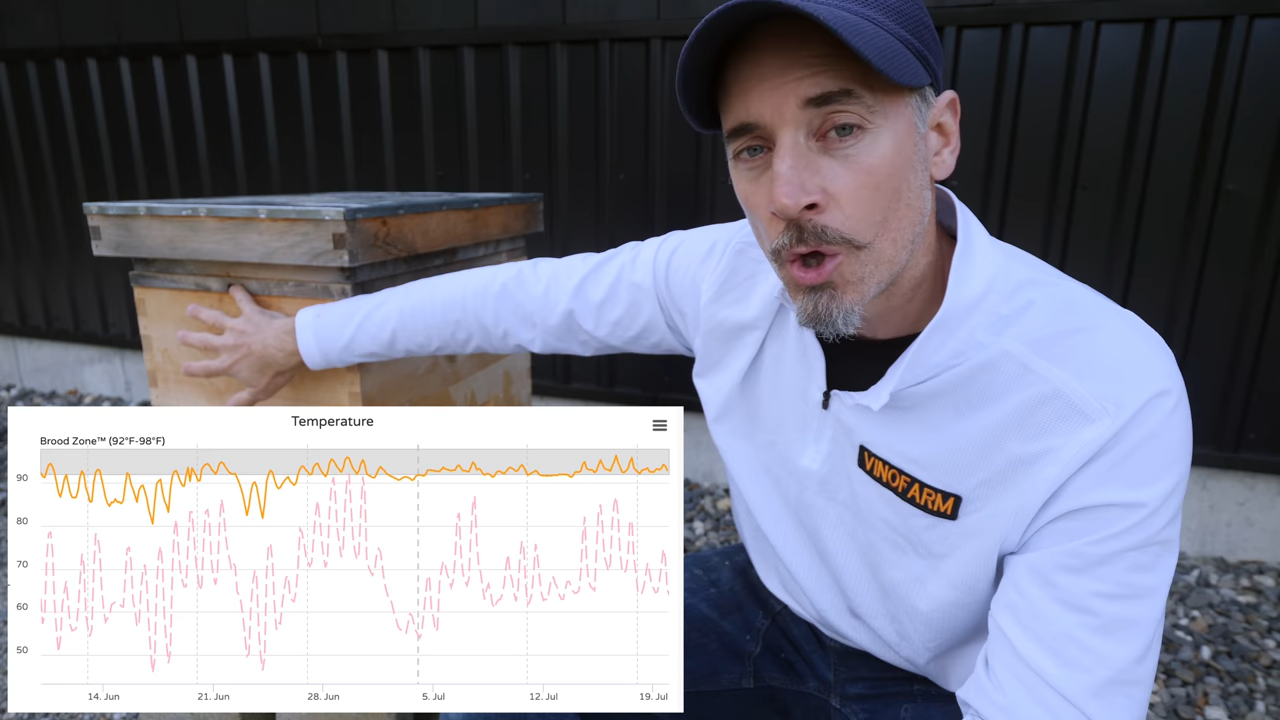 VINOFARM
Temperature
Brood Zone™ (92°F-98°F)
90
80
70
60
50
14. Jun 21. Jun 28. Jun 5. Jul 12. Jul 19. Jul